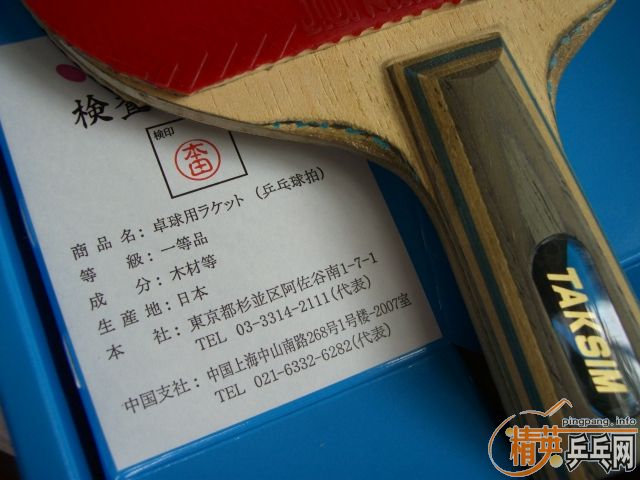 検査
検印
本田
商品名：卓球用ラケット（乒乓球拍）
等 級：一等品
成 分：木材等
生産地：日本
本 社：東京都杉並区阿佐谷南1-7-1
TEL 03-3314-2111(代表)
中国支社：中国上海中山南路268号1号楼-2007室
TEL 021-6332-6282(代表)
TAKSIM
pingpang.info
精英乒乓网